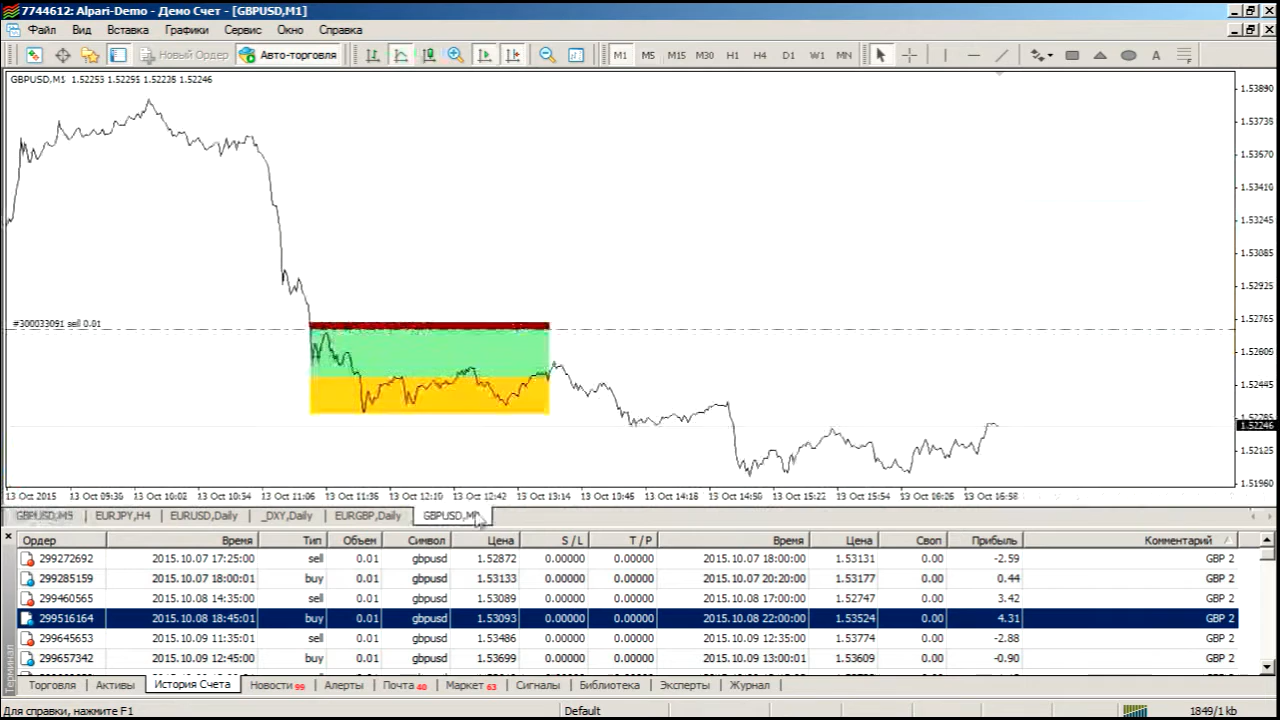 7744612: Alpari-Demo - Демо Счет - [GBPUSD,M1]
Файл Вид Вставка Графики Сервис Окно Справка
Новый Ордер Авто-торговля M1 M5 M15 M30 H1 H4 D1 W1 MN A
GBPUSD,M1 1.52253 1.52255 1.52228 1.52246
1.53890
1.53735
1.53570
1.53405
1.53245
1.53085
1.52925
#300033091 sell 0.01
1.52765
1.52605
1.52445
1.52285
1.52246
1.52125
1.51960
13 Oct 2015 13 Oct 09:36 13 Oct 10:02 13 Oct 10:54 13 Oct 11:06 13 Oct 11:36 13 Oct 12:10 13 Oct 12:42 13 Oct 13:14 13 Oct 13:46 13 Oct 14:18 13 Oct 14:50 13 Oct 15:22 13 Oct 15:54 13 Oct 16:26 13 Oct 16:58
GBPUSD,M5 EURJPY,H4 EURUSD,Daily _DXY,Daily EURGBP,Daily GBPUSD,M1
Ордер Время Тип Объем Символ Цена S / L T / P Время Цена Своп Прибыль Комментарий
299272692 2015.10.07 17:25:00 sell 0.01 gbpusd 1.52872 0.00000 0.00000 2015.10.07 18:00:00 1.53131 0.00 -2.59 GBP 2
299285159 2015.10.07 18:00:01 buy 0.01 gbpusd 1.53133 0.00000 0.00000 2015.10.07 20:20:00 1.53177 0.00 0.44 GBP 2
299460565 2015.10.08 14:35:00 sell 0.01 gbpusd 1.53089 0.00000 0.00000 2015.10.08 17:00:00 1.52747 0.00 3.42 GBP 2
299516164 2015.10.08 18:45:01 buy 0.01 gbpusd 1.53093 0.00000 0.00000 2015.10.08 22:00:00 1.53524 0.00 4.31 GBP 2
299645653 2015.10.09 11:35:01 sell 0.01 gbpusd 1.53486 0.00000 0.00000 2015.10.09 12:35:00 1.53774 0.00 -2.88 GBP 2
299657342 2015.10.09 12:45:00 buy 0.01 gbpusd 1.53699 0.00000 0.00000 2015.10.09 13:00:01 1.53609 0.00 -0.90 GBP 2
Терминал
Торговля Активы История Счета Новости 99 Алерты Почта 40 Маркет 63 Сигналы Библиотека Эксперты Журнал
Для справки, нажмите F1 Default 1849/1 kb